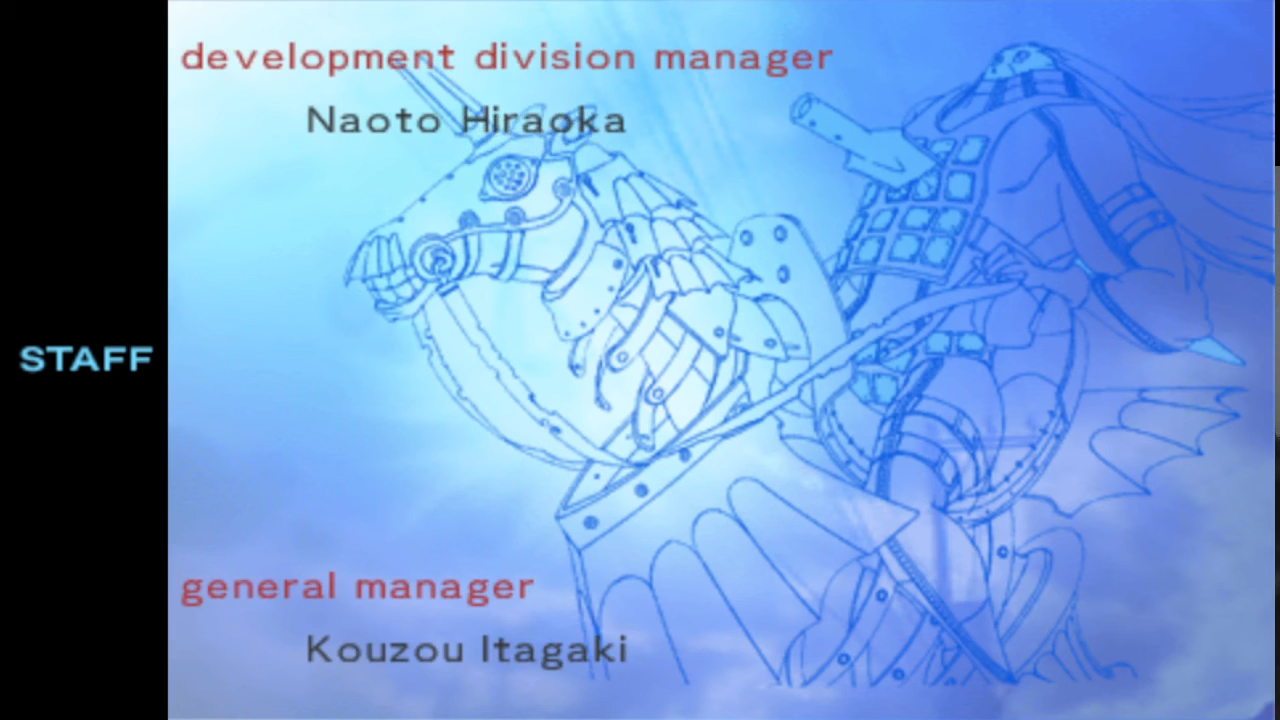 development division manager
Naoto Hiraoka
STAFF
general manager
Kouzou Itagaki